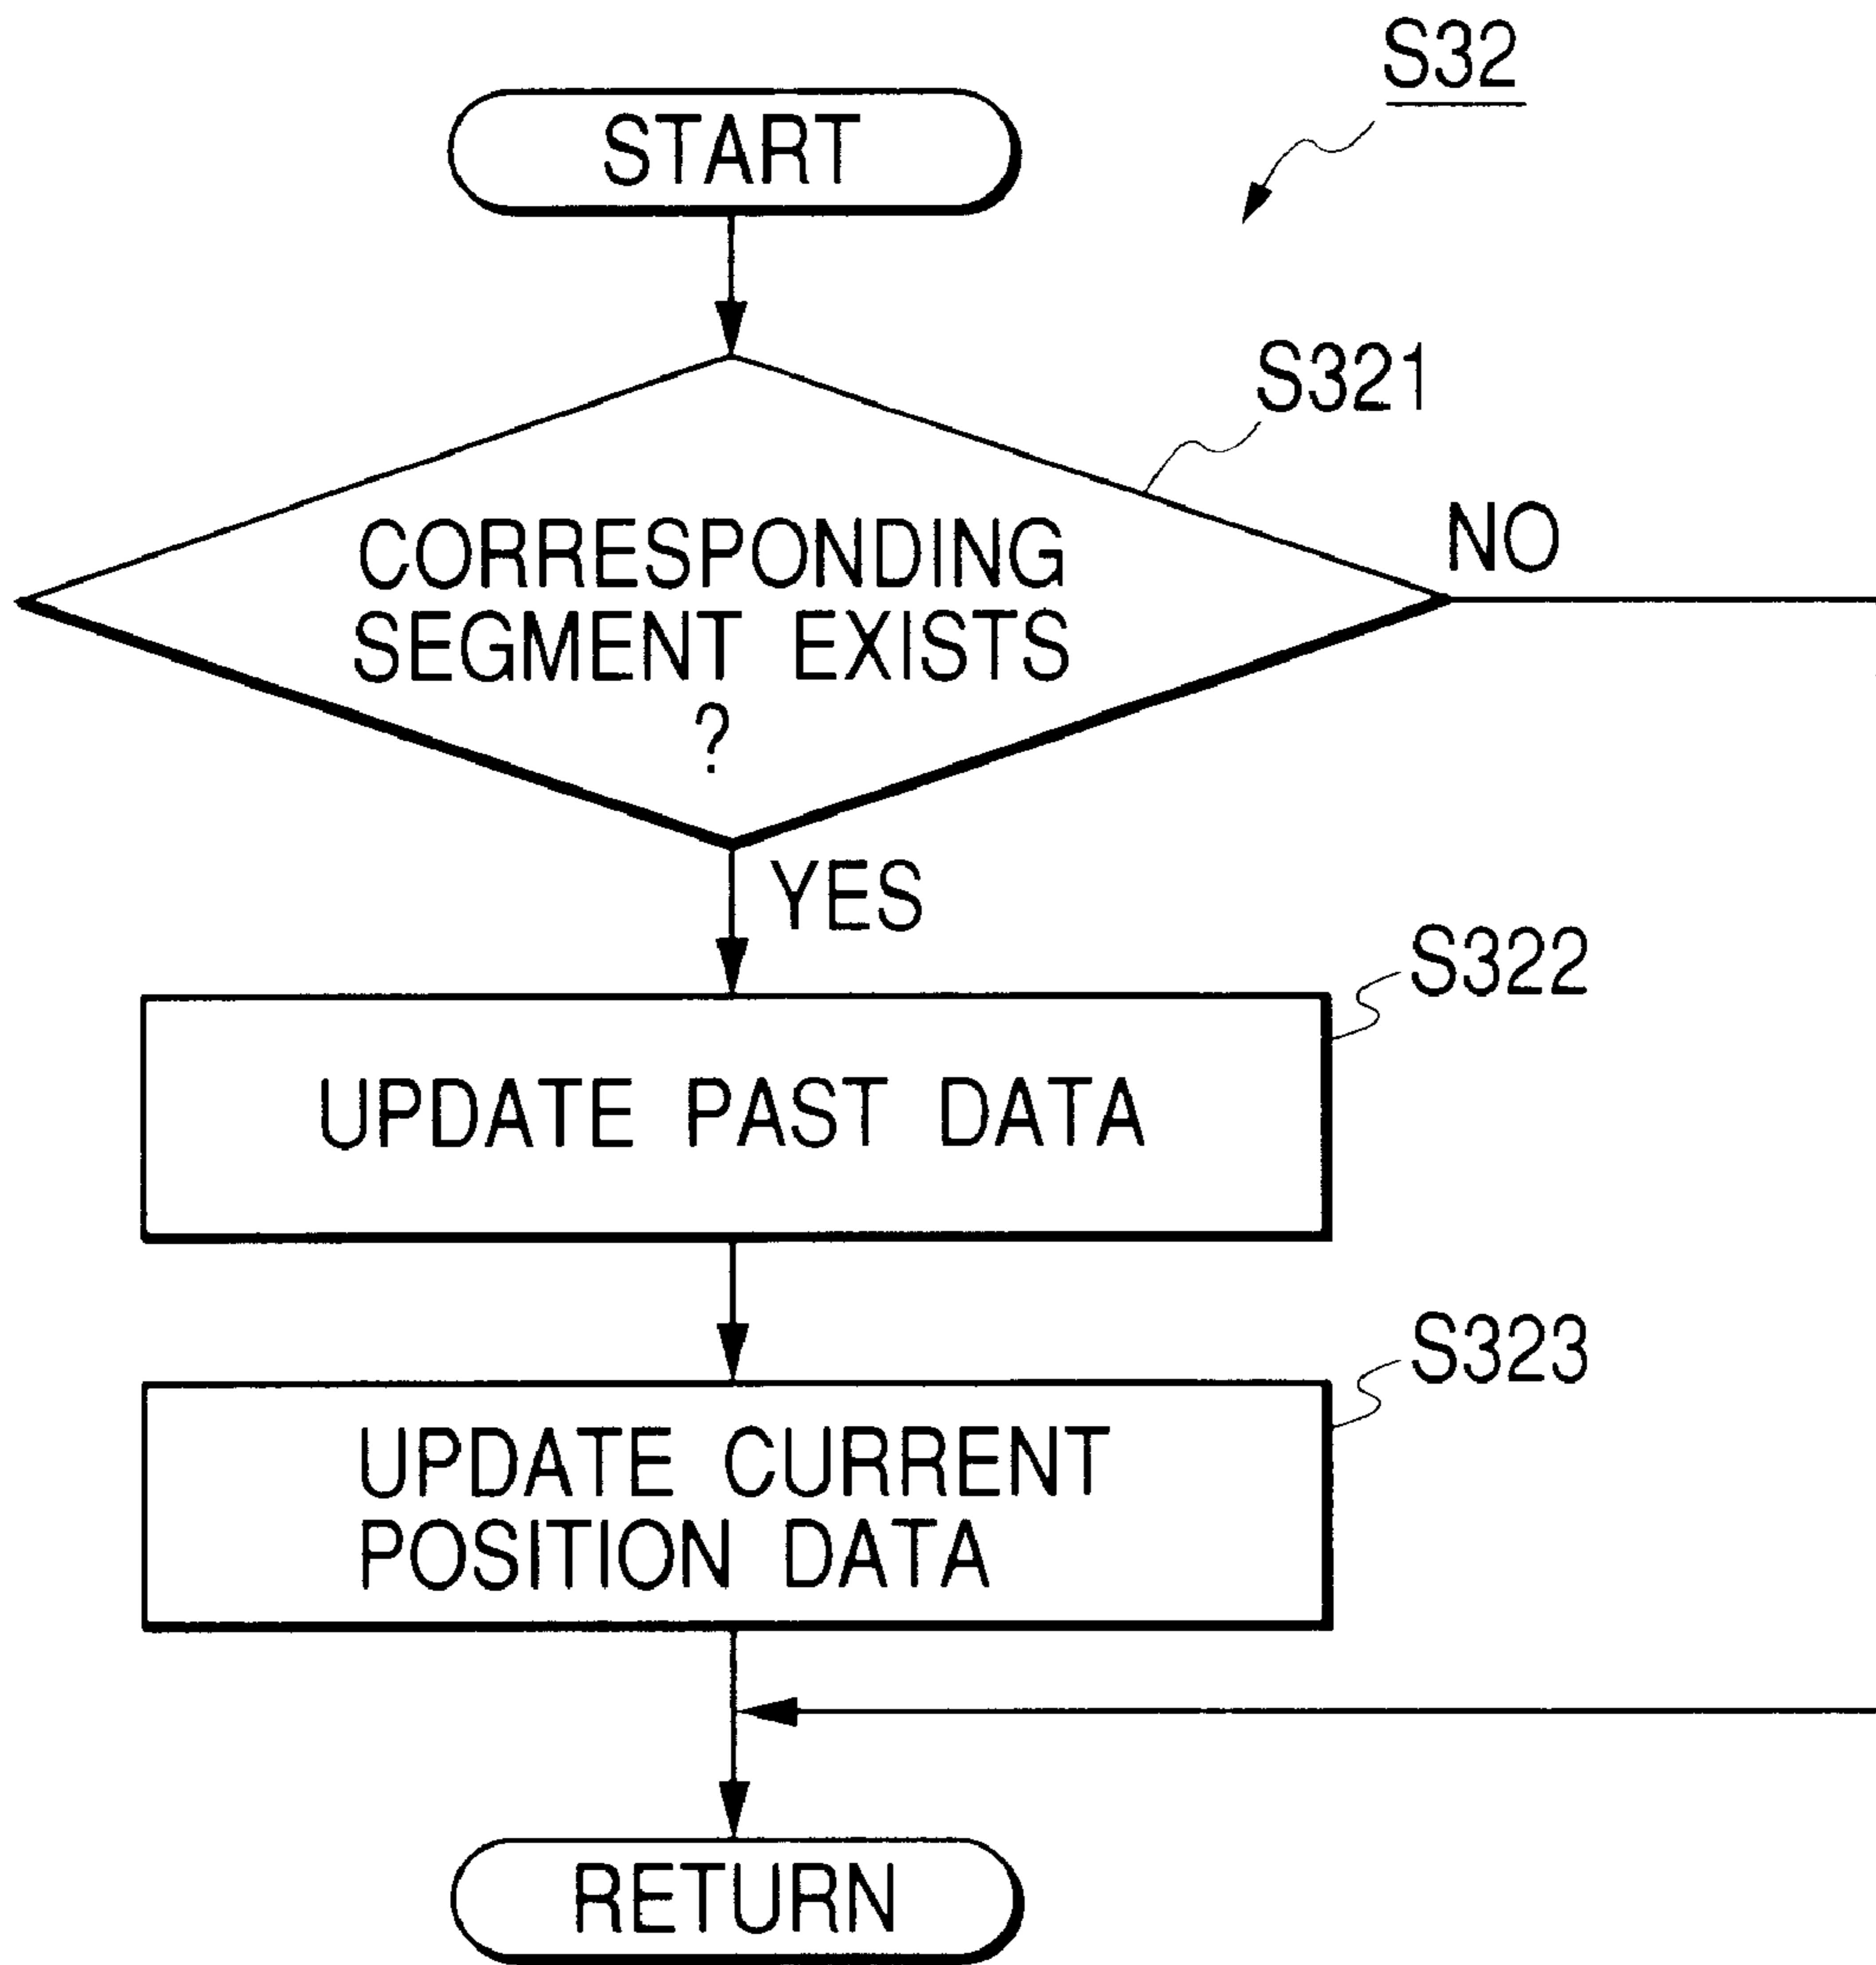 S32
START
S321
CORRESPONDING
SEGMENT EXISTS
?
NO
YES
S322
UPDATE PAST DATA
S323
UPDATE CURRENT
POSITION DATA
RETURN